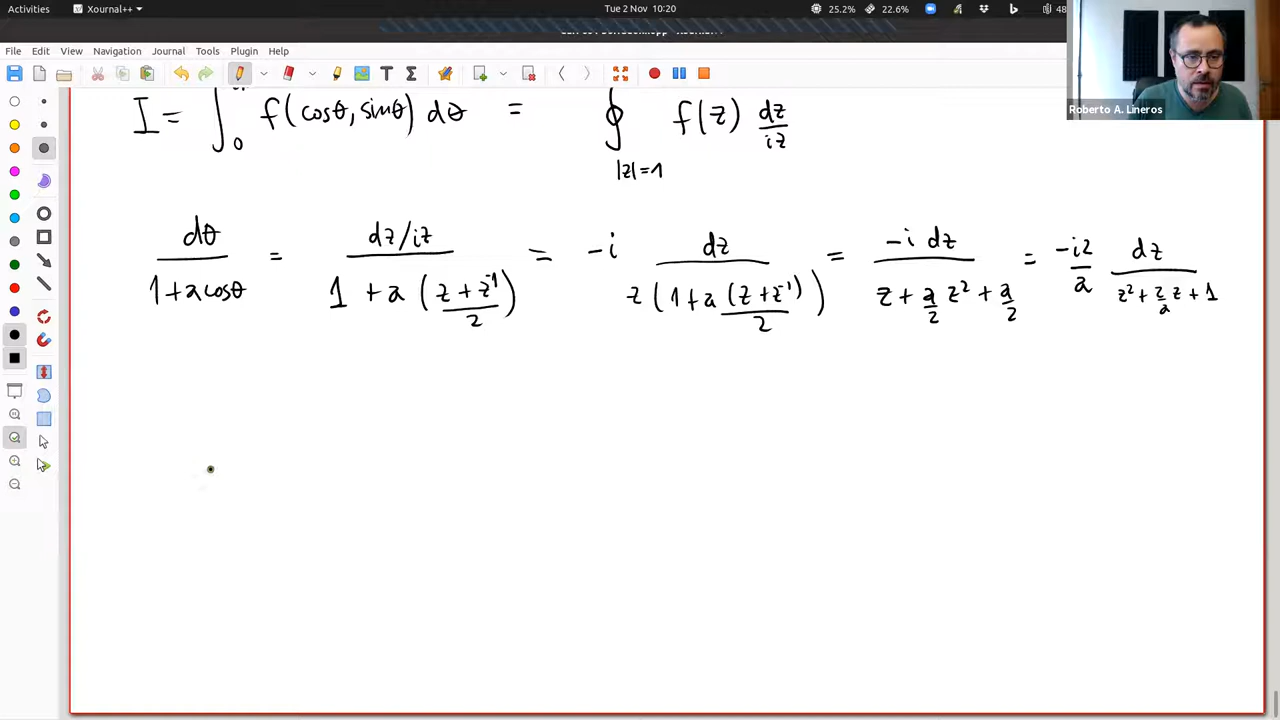 Activities Xournal++ Tue 2 Nov 10:20 25.2% 22.6% 48
File Edit View Navigation Journal Tools Plugin Help
Roberto A. Lineros
I = ∫₀ f(cosθ, sinθ) dθ = ∮_{|z|=1} f(z) dz/iz
dθ/(1+a cosθ) = (dz/iz)/(1 + a((z+z⁻¹)/2)) = -i dz/(z(1+a(z+z⁻¹)/2)) = -i dz/(z + a/2 z² + a/2) = -i2/a dz/(z² + 2/a z + 1)